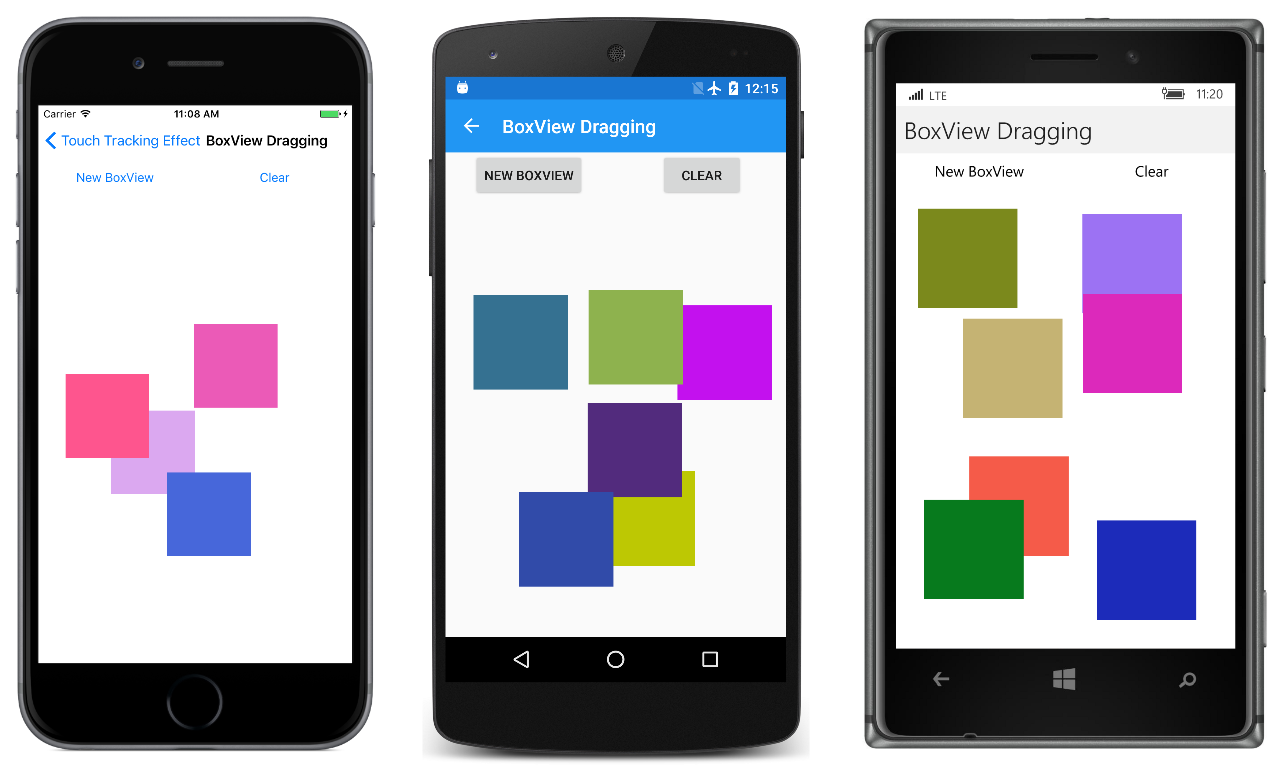 Carrier 11:08 AM
Touch Tracking Effect BoxView Dragging
New BoxView Clear
12:15
BoxView Dragging
NEW BOXVIEW CLEAR
LTE 11:20
BoxView Dragging
New BoxView Clear